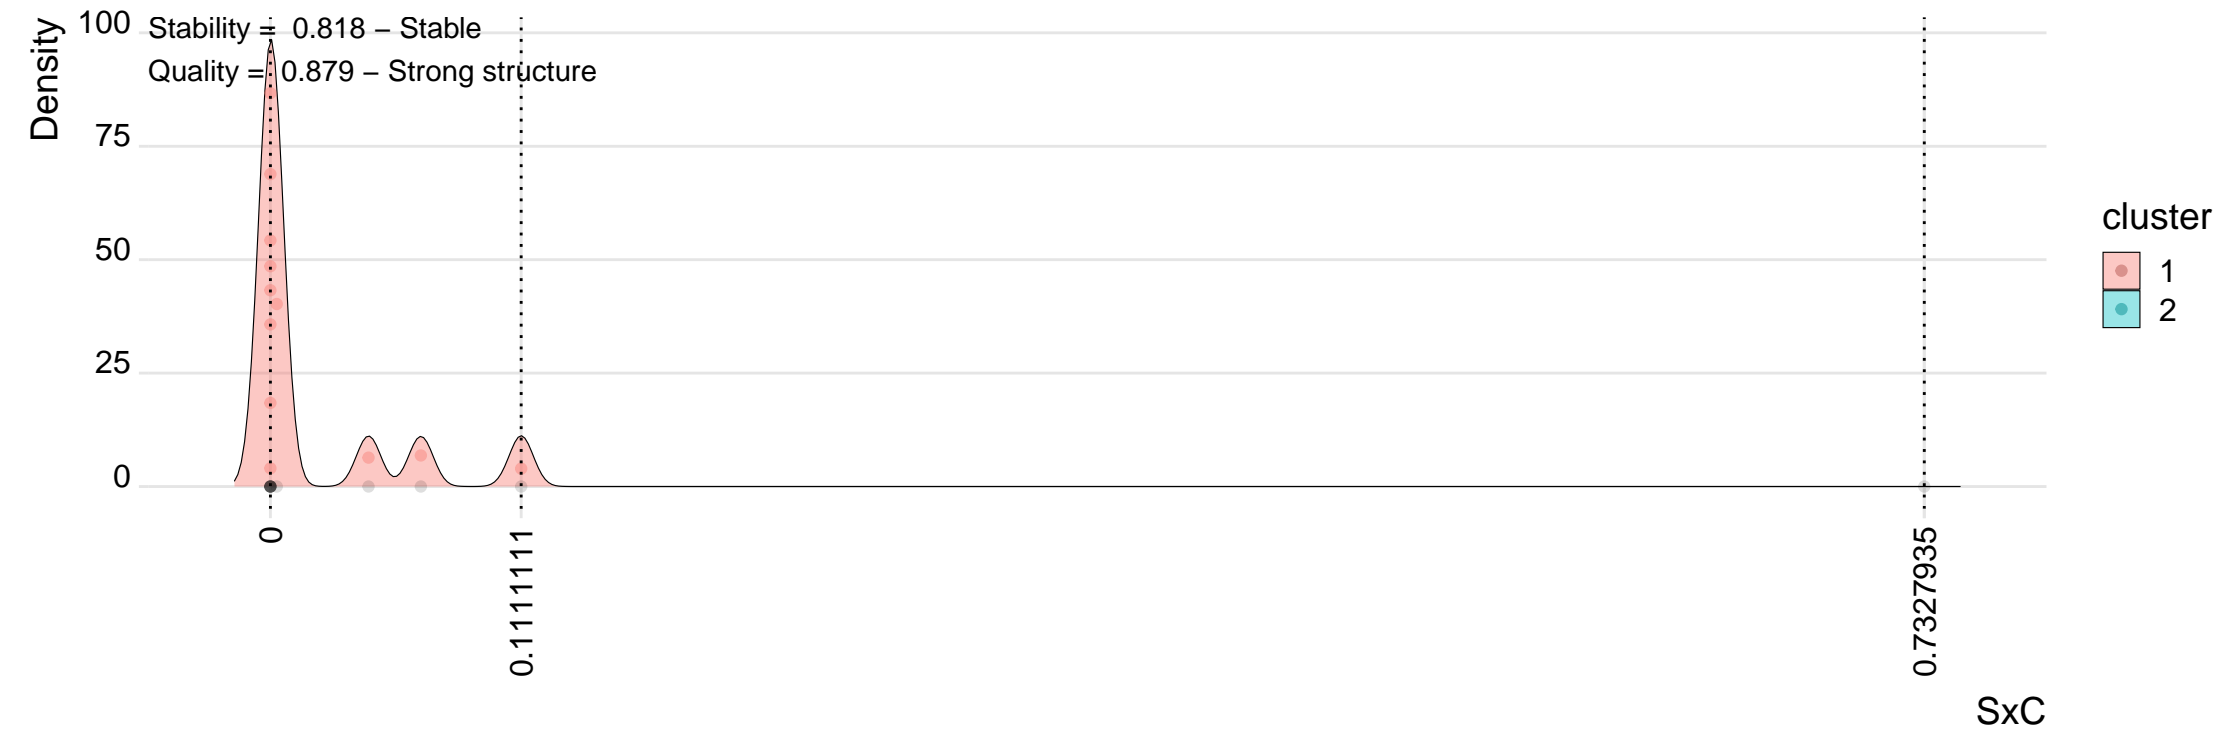 Density
100
75
50
25
0
Stability = 0.818 – Stable
Quality = 0.879 – Strong structure
0
0.11111111
0.7327935
SxC
cluster
1
2